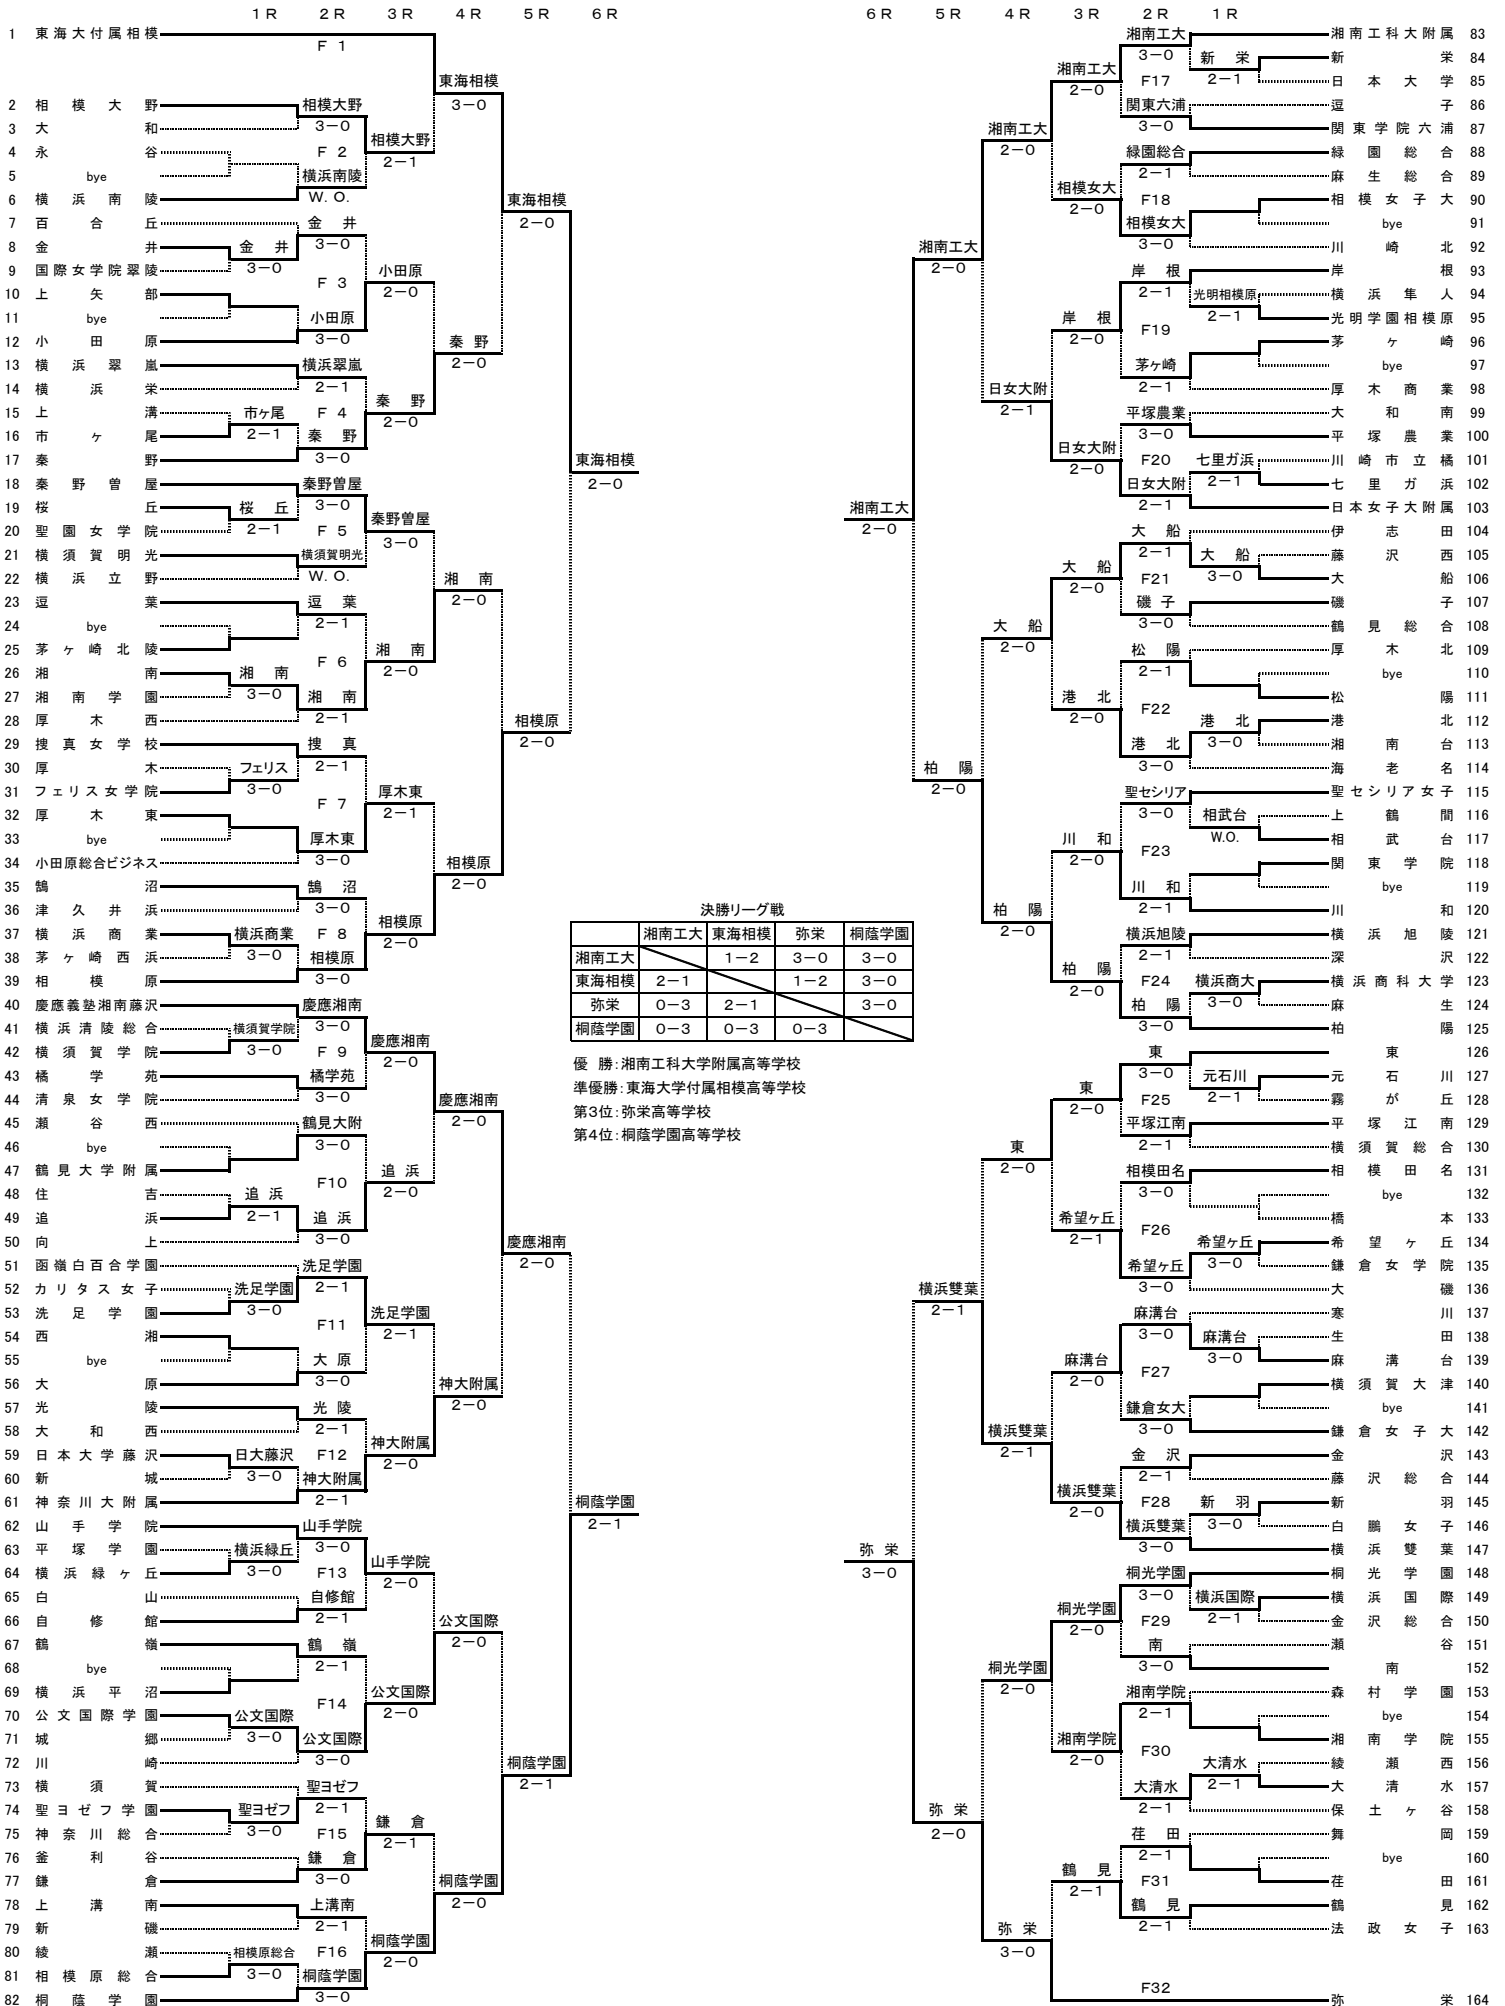 1R 2R 3R 4R 5R 6R
6R 5R 4R 3R 2R 1R
1 東海大付属相模
2 相模大野
3 大和
4 永谷
5 bye
6 横浜南陵
7 百合丘
8 金井
9 国際女学院翠陵
10 上矢部
11 bye
12 小田原
13 横浜翠嵐
14 横浜栄
15 上溝
16 市ヶ尾
17 秦野
18 秦野曽屋
19 桜丘
20 聖園女学院
21 横須賀明光
22 横浜立野
23 逗葉
24 bye
25 茅ヶ崎北陵
26 湘南
27 湘南学園
28 厚木西
29 捜真女学校
30 厚木
31 フェリス女学院
32 厚木東
33 bye
34 小田原総合ビジネス
35 鵠沼
36 津久井浜
37 横浜商業
38 茅ヶ崎西浜
39 相模原
40 慶應義塾湘南藤沢
41 横浜清陵総合
42 横須賀学院
43 橘学苑
44 清泉女学院
45 瀬谷西
46 bye
47 鶴見大学附属
48 住吉
49 追浜
50 向上
51 函嶺白百合学園
52 カリタス女子
53 洗足学園
54 西湘
55 bye
56 大原
57 光陵
58 大和西
59 日本大学藤沢
60 新城
61 神奈川大附属
62 山手学院
63 平塚学園
64 横浜緑ヶ丘
65 白山
66 自修館
67 鶴嶺
68 bye
69 横浜平沼
70 公文国際学園
71 城郷
72 川崎
73 横須賀
74 聖ヨゼフ学園
75 神奈川総合
76 釜利谷
77 鎌倉
78 上溝南
79 新磯
80 綾瀬
81 相模原総合
82 桐蔭学園
金井
3-0
市ヶ尾
2-1
桜丘
2-1
湘南
3-0
フェリス
3-0
横浜商業
3-0
横須賀学院
3-0
追浜
2-1
洗足学園
3-0
日大藤沢
3-0
横浜緑丘
3-0
公文国際
3-0
聖ヨゼフ
3-0
相模原総合
3-0
F1
相模大野
3-0
F2
横浜南陵
W.O.
金井
3-0
F3
小田原
3-0
横浜翠嵐
2-1
F4
秦野
3-0
秦野曽屋
3-0
F5
横須賀明光
W.O.
逗葉
2-1
F6
湘南
2-1
捜真
2-1
F7
厚木東
3-0
鵠沼
3-0
F8
相模原
3-0
慶應湘南
3-0
F9
橘学苑
3-0
鶴見大附
3-0
F10
追浜
3-0
洗足学園
2-1
F11
大原
3-0
光陵
2-1
F12
神大附属
2-1
山手学院
3-0
F13
自修館
2-1
鶴嶺
2-1
F14
公文国際
3-0
聖ヨゼフ
2-1
F15
鎌倉
3-0
上溝南
2-1
F16
桐蔭学園
3-0
相模大野
2-1
小田原
2-0
秦野
2-0
秦野曽屋
3-0
湘南
2-0
厚木東
2-1
相模原
2-0
慶應湘南
2-0
追浜
2-0
洗足学園
2-1
神大附属
2-0
山手学院
2-0
公文国際
2-0
鎌倉
2-1
桐蔭学園
2-0
東海相模
3-0
秦野
2-0
湘南
2-0
相模原
2-0
慶應湘南
2-0
神大附属
2-0
公文国際
2-0
桐蔭学園
2-0
東海相模
2-0
相模原
2-0
慶應湘南
2-0
桐蔭学園
2-1
東海相模
2-0
桐蔭学園
2-1
決勝リーグ戦
湘南工大 東海相模 弥栄 桐蔭学園
湘南工大 1-2 3-0 3-0
東海相模 2-1 1-2 3-0
弥栄 0-3 2-1 3-0
桐蔭学園 0-3 0-3 0-3
優勝:湘南工科大学附属高等学校
準優勝:東海大学付属相模高等学校
第3位:弥栄高等学校
第4位:桐蔭学園高等学校
湘南工大
2-0
弥栄
3-0
湘南工大
2-0
柏陽
2-0
横浜雙葉
2-1
弥栄
2-0
湘南工大
2-0
日女大附
2-1
大船
2-0
柏陽
2-0
東
2-0
横浜雙葉
2-1
桐光学園
2-0
弥栄
3-0
湘南工大
2-0
相模女大
2-0
岸根
2-0
日女大附
2-0
大船
2-0
港北
2-0
川和
2-0
柏陽
2-0
東
2-0
希望ヶ丘
2-1
麻溝台
2-0
横浜雙葉
2-0
桐光学園
2-0
湘南学院
2-0
鶴見
2-1
湘南工大
3-0
F17
関東六浦
3-0
緑園総合
2-1
F18
相模女大
3-0
岸根
2-1
F19
茅ヶ崎
2-1
平塚農業
3-0
F20
日女大附
2-1
大船
2-1
F21
磯子
3-0
松陽
2-1
F22
港北
3-0
聖セシリア
3-0
F23
川和
2-1
横浜旭陵
2-1
F24
柏陽
3-0
東
3-0
F25
平塚江南
2-1
相模田名
3-0
F26
希望ヶ丘
3-0
麻溝台
3-0
F27
鎌倉女大
3-0
金沢
2-1
F28
横浜雙葉
3-0
桐光学園
3-0
F29
南
3-0
湘南学院
2-1
F30
大清水
2-1
荏田
2-1
F31
鶴見
2-1
F32
新栄
2-1
光明相模原
2-1
七里ガ浜
2-1
大船
3-0
港北
3-0
相武台
W.O.
横浜商大
3-0
元石川
2-1
希望ヶ丘
3-0
麻溝台
3-0
新羽
3-0
横浜国際
2-1
大清水
2-1
湘南工科大附属 83
新栄 84
日本大学 85
逗子 86
関東学院六浦 87
緑園総合 88
麻生総合 89
相模女子大 90
bye 91
川崎北 92
岸根 93
横浜隼人 94
光明学園相模原 95
茅ヶ崎 96
bye 97
厚木商業 98
大和南 99
平塚農業 100
川崎市立橘 101
七里ガ浜 102
日本女子大附属 103
伊志田 104
藤沢西 105
大船 106
磯子 107
鶴見総合 108
厚木北 109
bye 110
松陽 111
港北 112
湘南台 113
海老名 114
聖セシリア女子 115
上鶴間 116
相武台 117
関東学院 118
bye 119
川和 120
横浜旭陵 121
深沢 122
横浜商科大学 123
麻生 124
柏陽 125
東 126
元石川 127
霧が丘 128
平塚江南 129
横須賀総合 130
相模田名 131
bye 132
橋本 133
希望ヶ丘 134
鎌倉女学院 135
大磯 136
寒川 137
生田 138
麻溝台 139
横須賀大津 140
bye 141
鎌倉女子大 142
金沢 143
藤沢総合 144
新羽 145
白鵬女子 146
横浜雙葉 147
桐光学園 148
横浜国際 149
金沢総合 150
瀬谷 151
南 152
森村学園 153
bye 154
湘南学院 155
綾瀬西 156
大清水 157
保土ヶ谷 158
舞岡 159
bye 160
荏田 161
鶴見 162
法政女子 163
弥栄 164